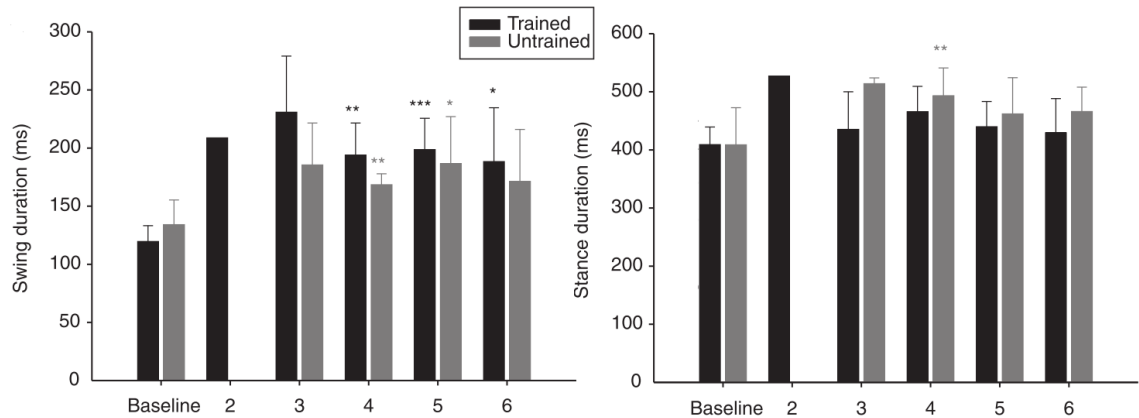 Trained
Untrained
Swing duration (ms)
300
250
200
150
100
50
0
** *** * *
**
Baseline 2 3 4 5 6
Stance duration (ms)
600
500
400
300
200
100
0
**
Baseline 2 3 4 5 6